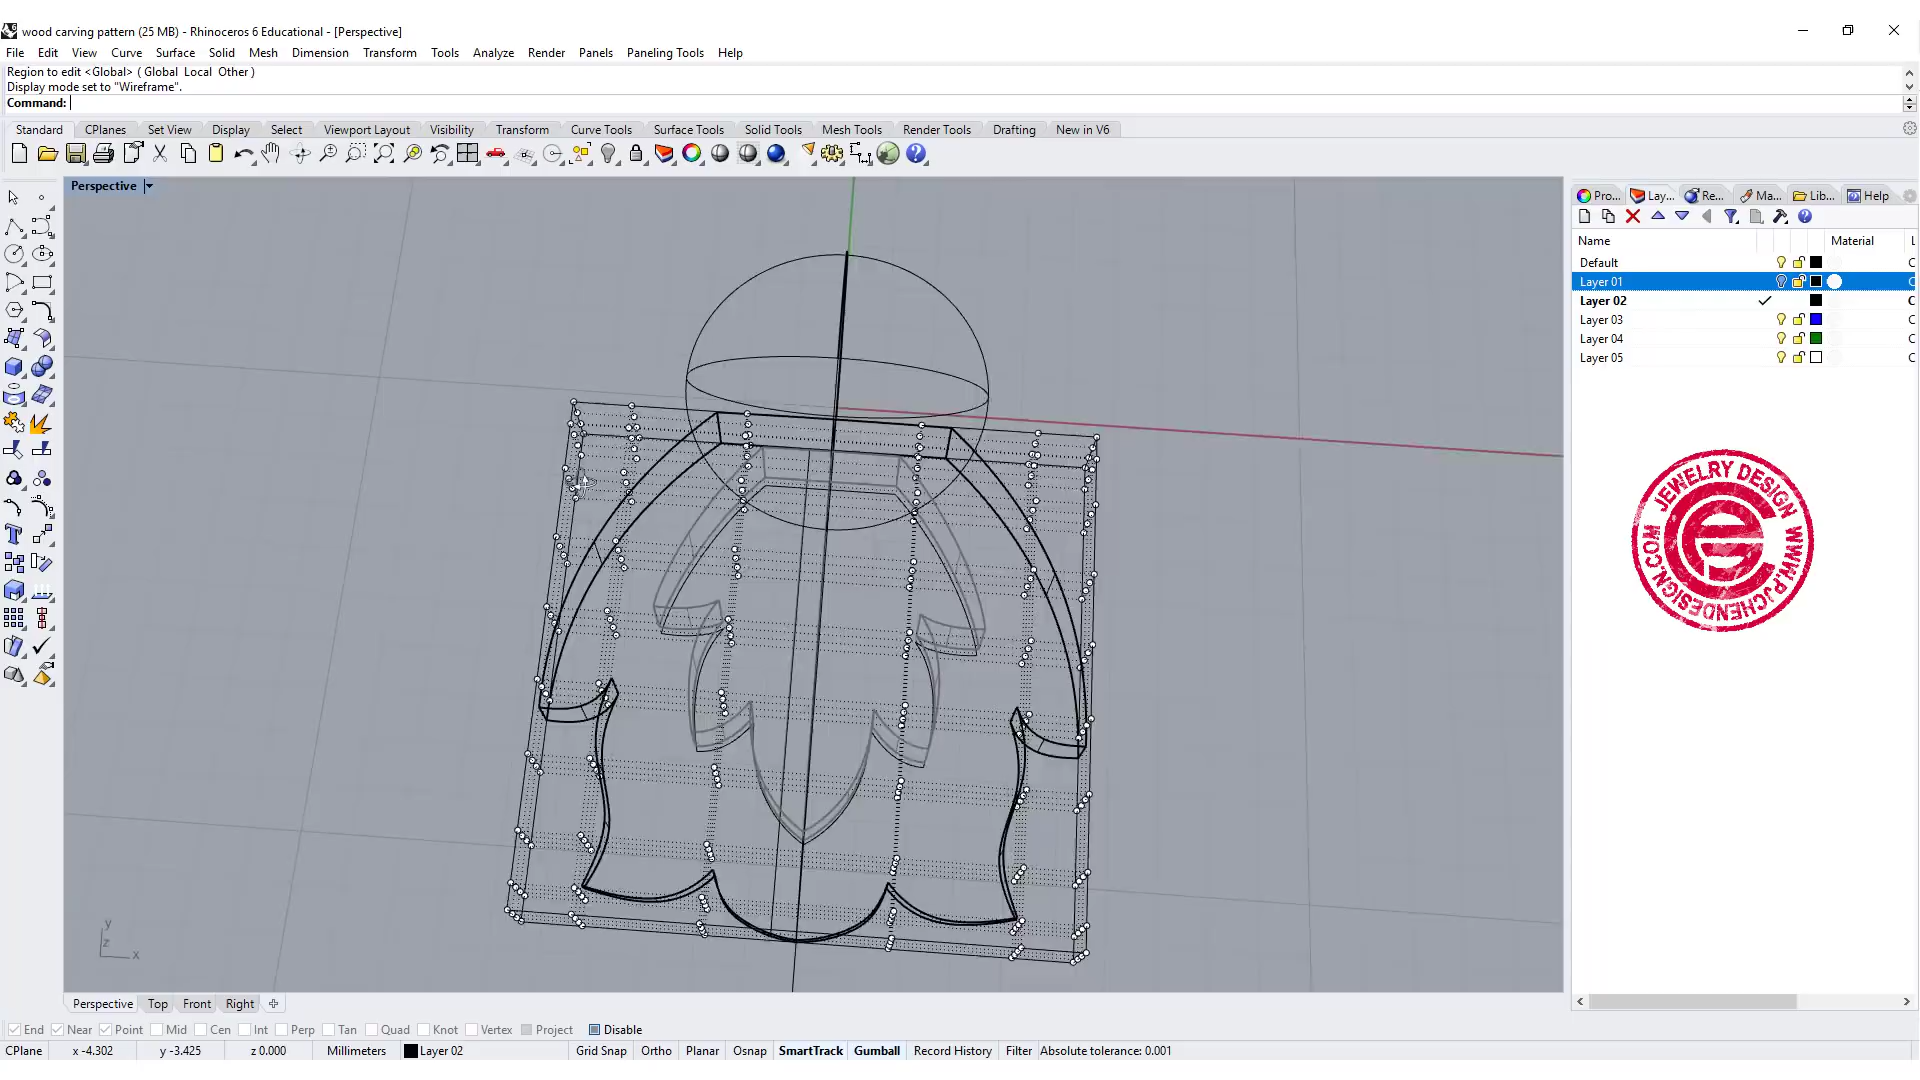 wood carving pattern (25 MB) - Rhinoceros 6 Educational - [Perspective]
File Edit View Curve Surface Solid Mesh Dimension Transform Tools Analyze Render Panels Paneling Tools Help
Region to edit <Global> ( Global Local Other )
Display mode set to "Wireframe".
Command:
Standard CPlanes Set View Display Select Viewport Layout Visibility Transform Curve Tools Surface Tools Solid Tools Mesh Tools Render Tools Drafting New in V6
Perspective
Pro... Lay... Re... Ma... Lib... Help
Name Material L
Default C
Layer 01 C
Layer 02 C
Layer 03 C
Layer 04 C
Layer 05 C
JEWELRY DESIGN WWW.PJCHENDESIGN.COM
y
z
x
Perspective Top Front Right
End Near Point Mid Cen Int Perp Tan Quad Knot Vertex Project Disable
CPlane x -4.302 y -3.425 z 0.000 Millimeters Layer 02 Grid Snap Ortho Planar Osnap SmartTrack Gumball Record History Filter Absolute tolerance: 0.001